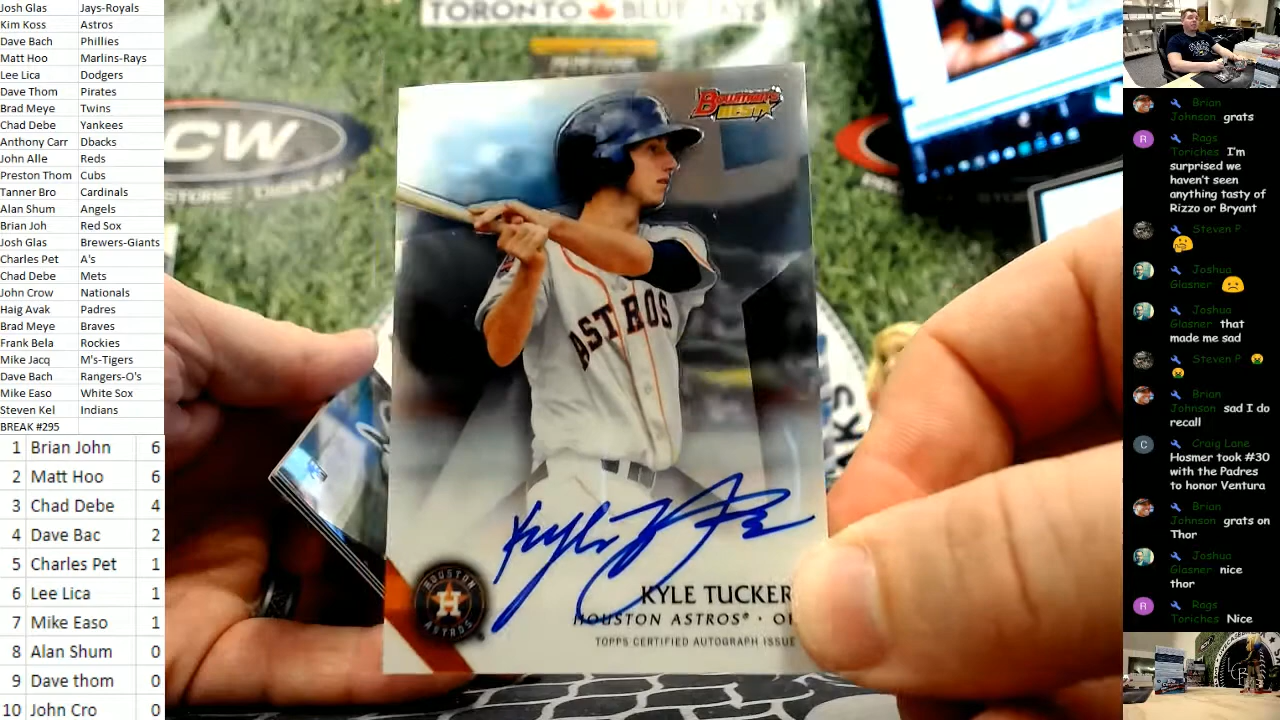 Josh Glas Jays-Royals
Kim Koss Astros
Dave Bach Phillies
Matt Hoo Marlins-Rays
Lee Lica Dodgers
Dave Thom Pirates
Brad Meye Twins
Chad Debe Yankees
Anthony Carr Dbacks
John Alle Reds
Preston Thom Cubs
Tanner Bro Cardinals
Alan Shum Angels
Brian Joh Red Sox
Josh Glas Brewers-Giants
Charles Pet A's
Chad Debe Mets
John Crow Nationals
Haig Avak Padres
Brad Meye Braves
Frank Bela Rockies
Mike Jacq M's-Tigers
Dave Bach Rangers-O's
Mike Easo White Sox
Steven Kel Indians
BREAK #295
1 Brian John 6
2 Matt Hoo 6
3 Chad Debe 4
4 Dave Bac 2
5 Charles Pet 1
6 Lee Lica 1
7 Mike Easo 1
8 Alan Shum 0
9 Dave thom 0
10 John Cro 0
TORONTO BLUE JAYS
CW
STORE DISPLAY
BOWMAN'S
BEST
ASTROS
Kyle Tucker
HOUSTON
H
ASTROS
KYLE TUCKER
HOUSTON ASTROS® · O
TOPPS CERTIFIED AUTOGRAPH ISSUE
Brian
Johnson grats
R Rags
Toriches I'm
surprised we
haven't seen
anything tasty of
Rizzo or Bryant
Steven P
Joshua
Glasner
Joshua
Glasner that
made me sad
Steven P
Brian
Johnson sad I do
recall
C Craig Lane
Hosmer took #30
with the Padres
to honor Ventura
Brian
Johnson grats on
Thor
Joshua
Glasner nice
thor
R Rags
Toriches Nice